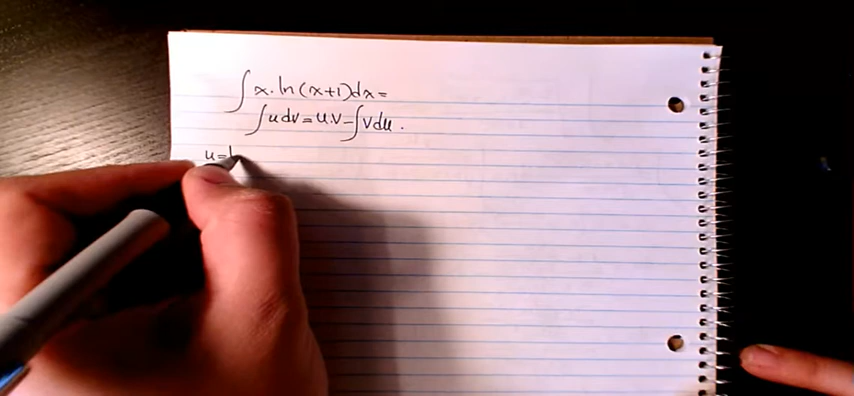 ∫ x. ln(x+1)dx =
∫ u dv = u.v - ∫ v du .
u = l